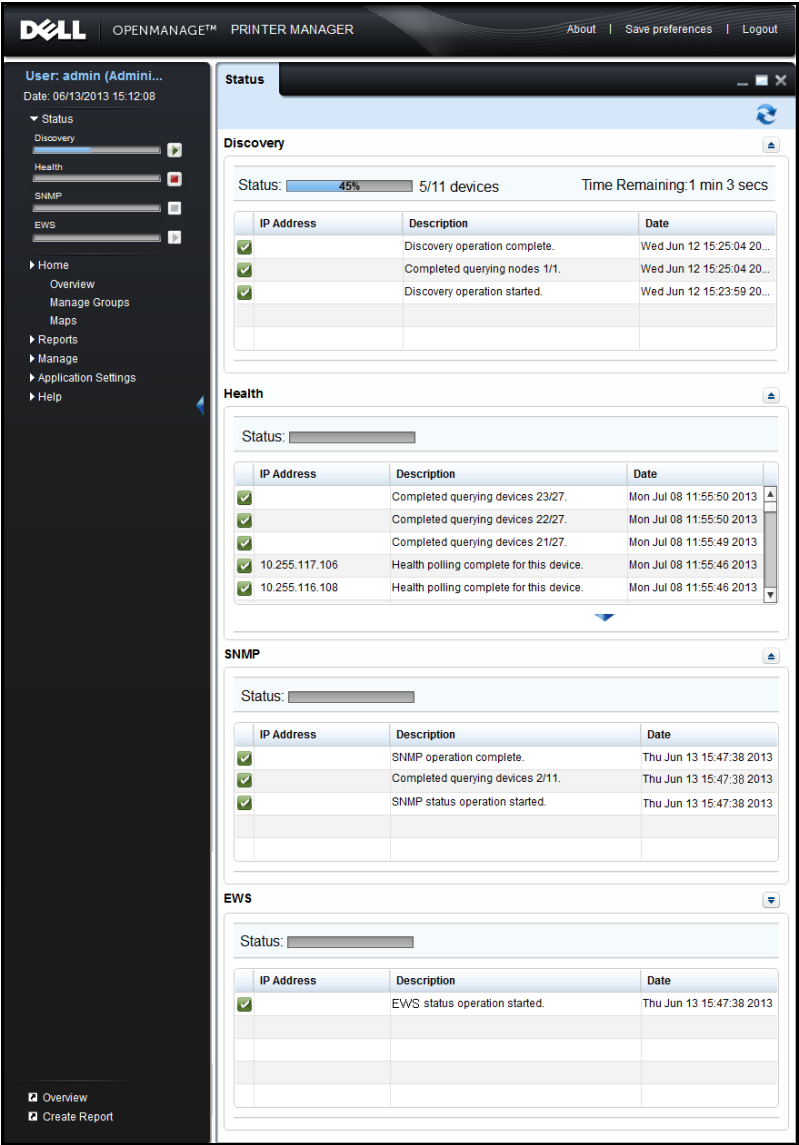 DELL OPENMANAGE™ PRINTER MANAGER About | Save preferences | Logout
User: admin (Admini...
Date: 06/13/2013 15:12:08
Status
Discovery
Health
SNMP
EWS
Home
Overview
Manage Groups
Maps
Reports
Manage
Application Settings
Help
Overview
Create Report
Status
Discovery
Status: 45% 5/11 devices Time Remaining:1 min 3 secs
IP Address Description Date
Discovery operation complete. Wed Jun 12 15:25:04 20...
Completed querying nodes 1/1. Wed Jun 12 15:25:04 20...
Discovery operation started. Wed Jun 12 15:23:59 20...
Health
Status:
IP Address Description Date
Completed querying devices 23/27. Mon Jul 08 11:55:50 2013
Completed querying devices 22/27. Mon Jul 08 11:55:50 2013
Completed querying devices 21/27. Mon Jul 08 11:55:49 2013
10.255.117.106 Health polling complete for this device. Mon Jul 08 11:55:46 2013
10.255.116.108 Health polling complete for this device. Mon Jul 08 11:55:46 2013
SNMP
Status:
IP Address Description Date
SNMP operation complete. Thu Jun 13 15:47:38 2013
Completed querying devices 2/11. Thu Jun 13 15:47:38 2013
SNMP status operation started. Thu Jun 13 15:47:38 2013
EWS
Status:
IP Address Description Date
EWS status operation started. Thu Jun 13 15:47:38 2013